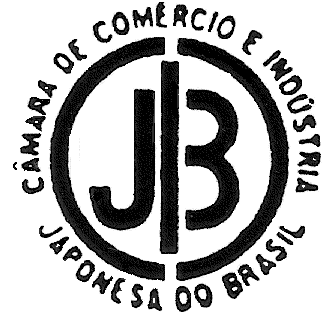 CÂMARA DE COMÉRCIO E INDÚSTRIA
JB
JAPONESA DO BRASIL